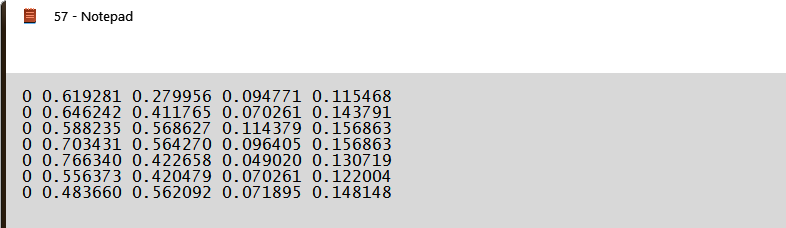 57 - Notepad
0 0.619281 0.279956 0.094771 0.115468
0 0.646242 0.411765 0.070261 0.143791
0 0.588235 0.568627 0.114379 0.156863
0 0.703431 0.564270 0.096405 0.156863
0 0.766340 0.422658 0.049020 0.130719
0 0.556373 0.420479 0.070261 0.122004
0 0.483660 0.562092 0.071895 0.148148